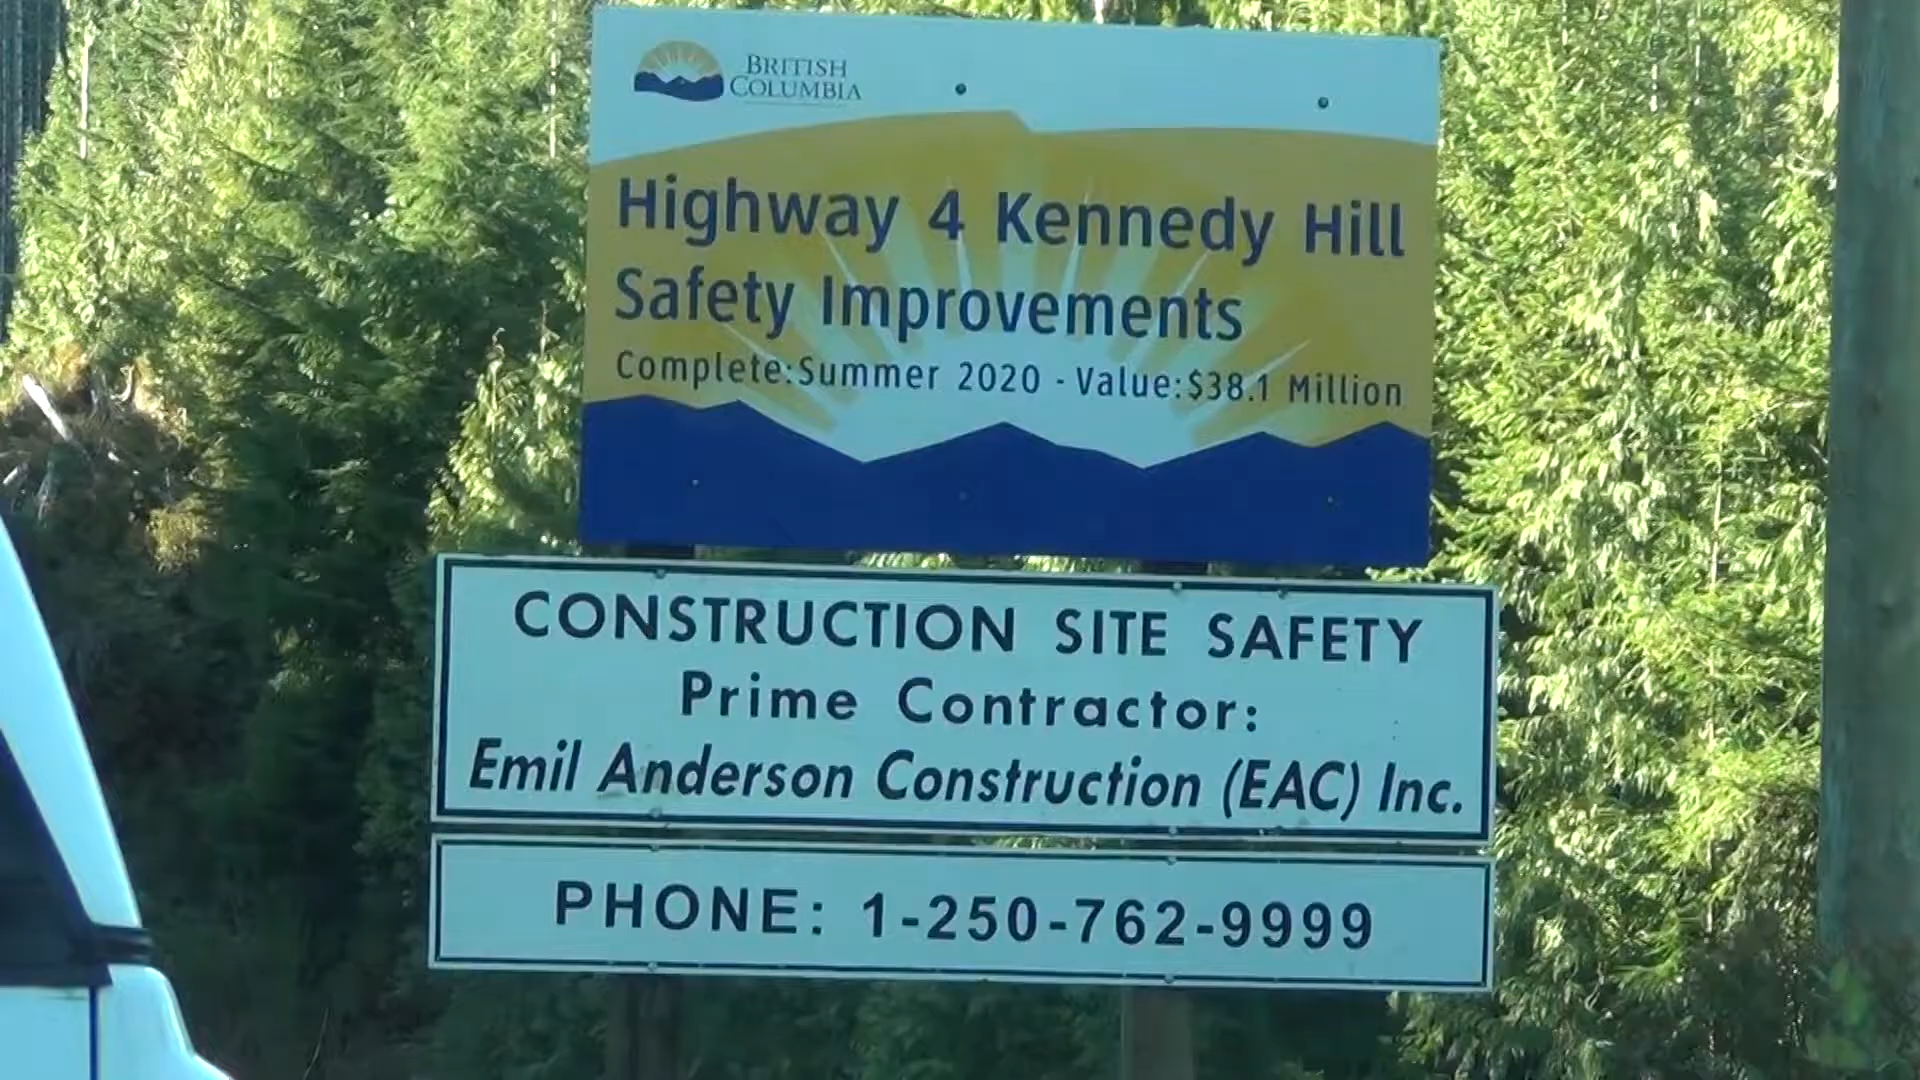 BRITISH
COLUMBIA
Highway 4 Kennedy Hill
Safety Improvements
Complete:Summer 2020 - Value:$38.1 Million
CONSTRUCTION SITE SAFETY
Prime Contractor:
Emil Anderson Construction (EAC) Inc.
PHONE: 1-250-762-9999